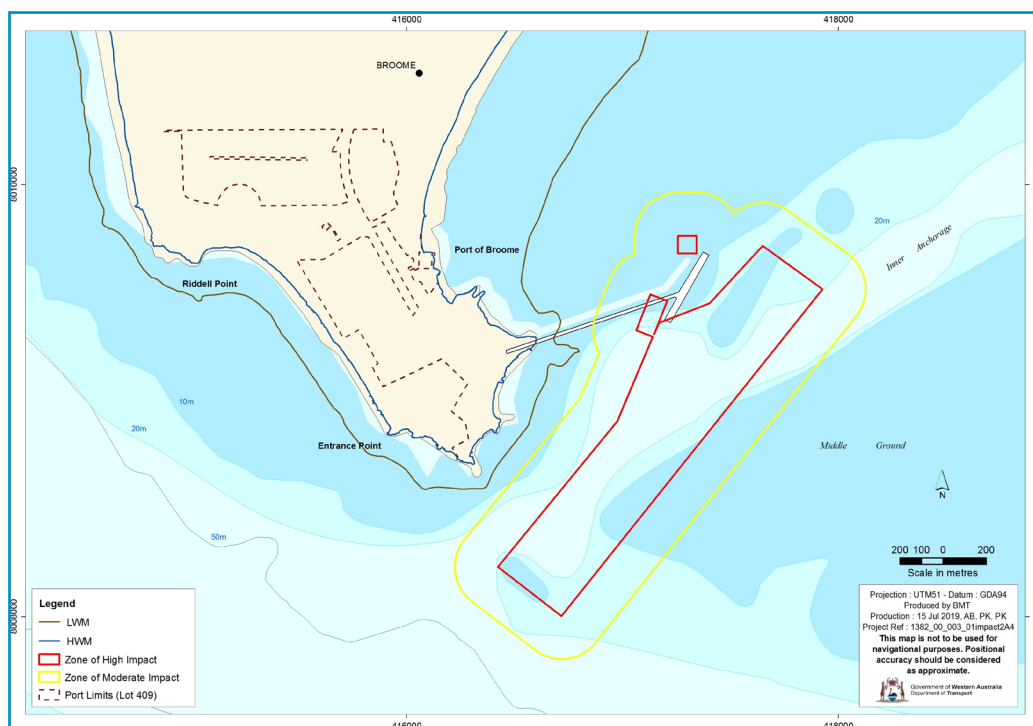 416000
418000
BROOME
8010000
20m
Inner Anchorage
Port of Broome
Riddell Point
10m
20m
Entrance Point
Middle Ground
50m
N
200 100 0 200
Scale in metres
8008000
Legend
LWM
HWM
Zone of High Impact
Zone of Moderate Impact
Port Limits (Lot 409)
Projection : UTM51 - Datum : GDA94
Produced by BMT
Production : 15 Jul 2019, AB, PK, PK
Project Ref : 1382_00_003_01impact2A4
This map is not to be used for
navigational purposes. Positional
accuracy should be considered
as approximate.
Government of Western Australia
Department of Transport
416000
418000